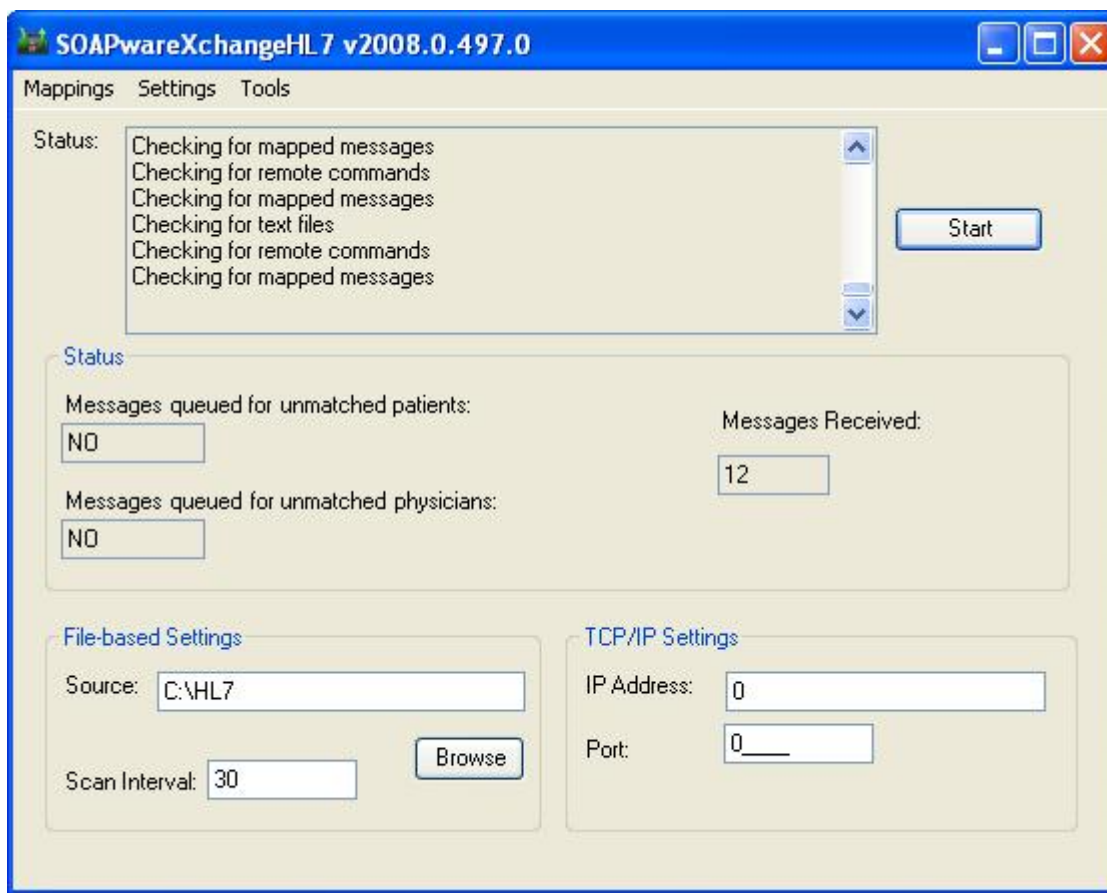 SOAPwareXchangeHL7 v2008.0.497.0
Mappings Settings Tools
Status:
Checking for mapped messages
Checking for remote commands
Checking for mapped messages
Checking for text files
Checking for remote commands
Checking for mapped messages
Start
Status
Messages queued for unmatched patients:
NO
Messages Received:
12
Messages queued for unmatched physicians:
NO
File-based Settings
Source: C:\HL7
Browse
Scan Interval: 30
TCP/IP Settings
IP Address: 0
Port: 0____